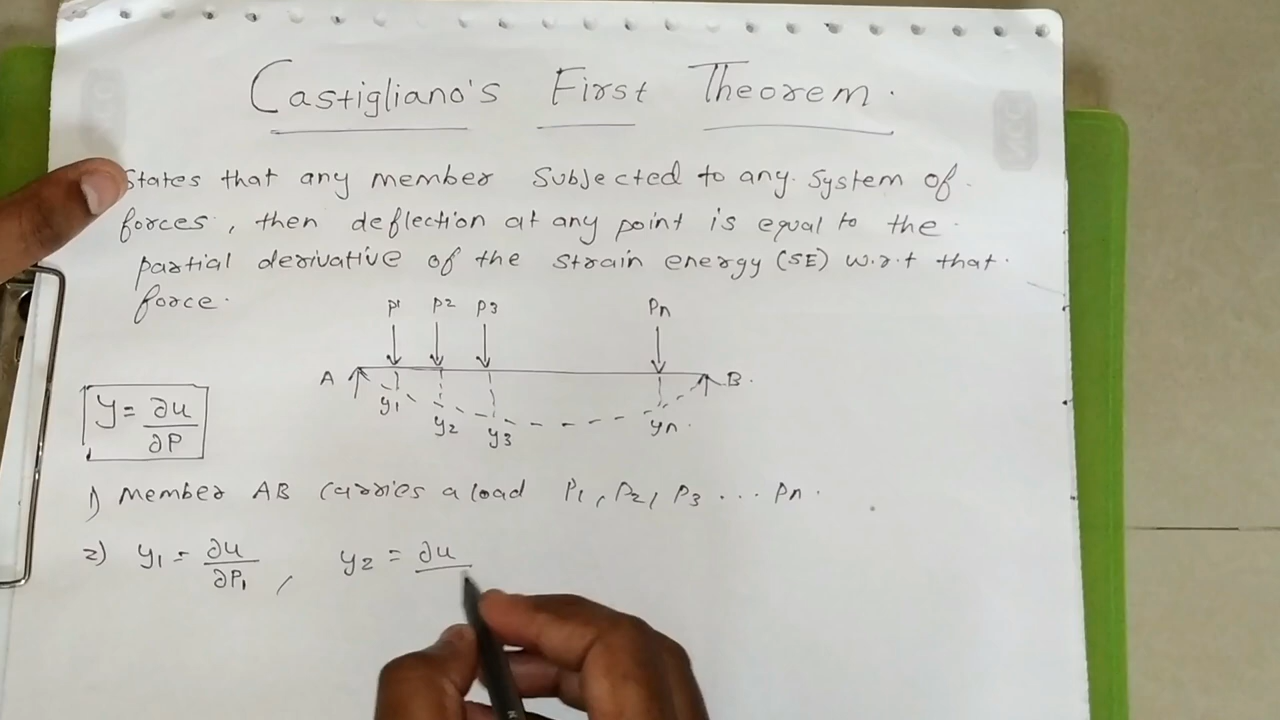 Castigliano's First Theorem.
States that any member subjected to any system of
forces, then deflection at any point is equal to the
partial derivative of the strain energy (SE) w.r.t that
force.
P1 P2 P3 Pn
A B.
y1 y2 y3 yn.
y = ∂u/∂P
1) Member AB carries a load P1, P2, P3 ... Pn.
2) y1 = ∂u/∂P1 , y2 = ∂u